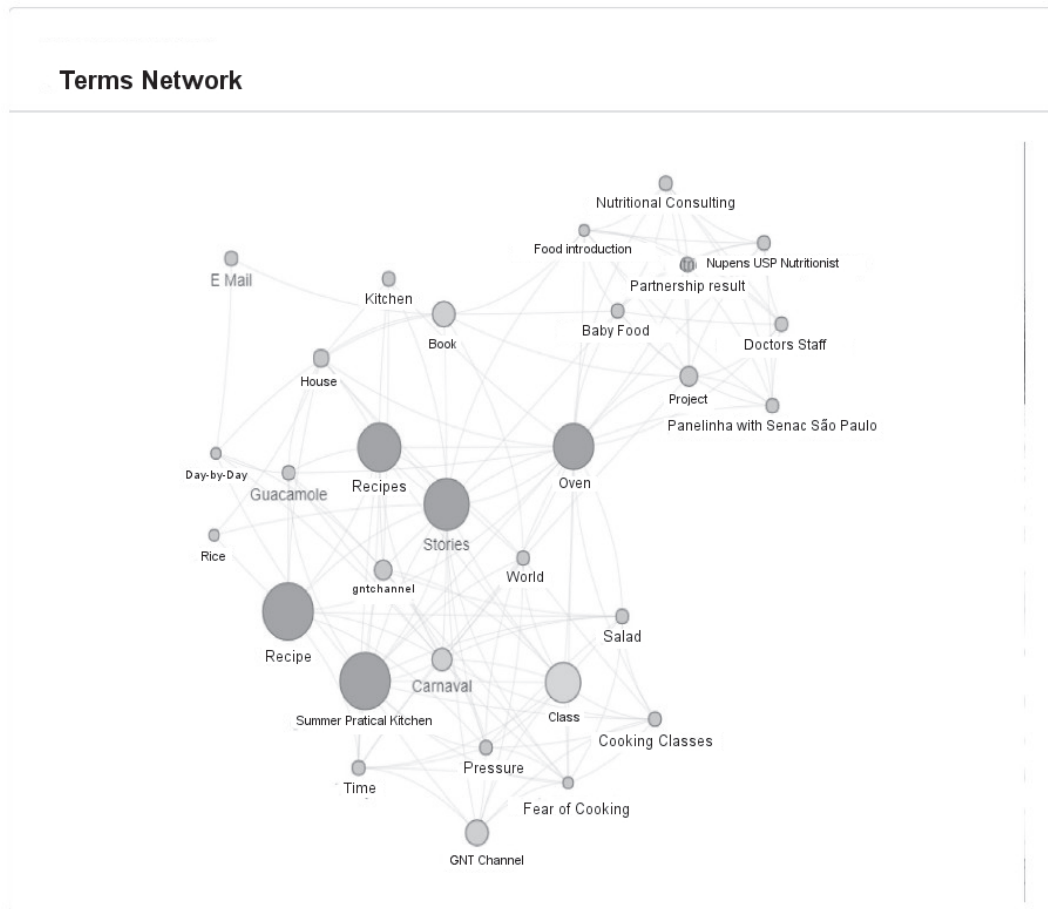 Terms Network
Nutritional Consulting
Food introduction
Nupens USP Nutritionist
E Mail
Partnership result
Kitchen
Baby Food
Book
Doctors Staff
House
Project
Panelinha with Senac São Paulo
Day-by-Day
Recipes
Oven
Guacamole
Stories
Rice
World
gntchannel
Salad
Recipe
Carnaval
Class
Summer Pratical Kitchen
Cooking Classes
Pressure
Time
Fear of Cooking
GNT Channel